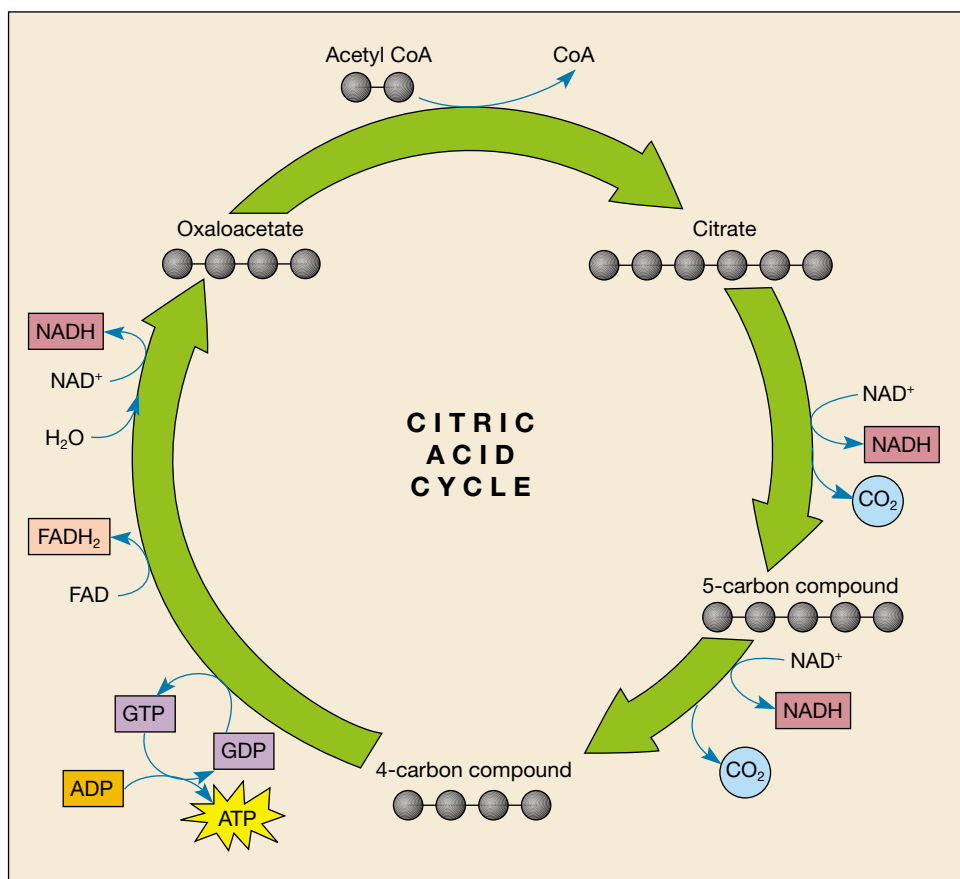 Acetyl CoA
CoA
Oxaloacetate
Citrate
NADH
NAD⁺
H₂O
CITRIC
ACID
CYCLE
NAD⁺
NADH
CO₂
FADH₂
FAD
5-carbon compound
NAD⁺
NADH
CO₂
GTP
GDP
ADP
ATP
4-carbon compound